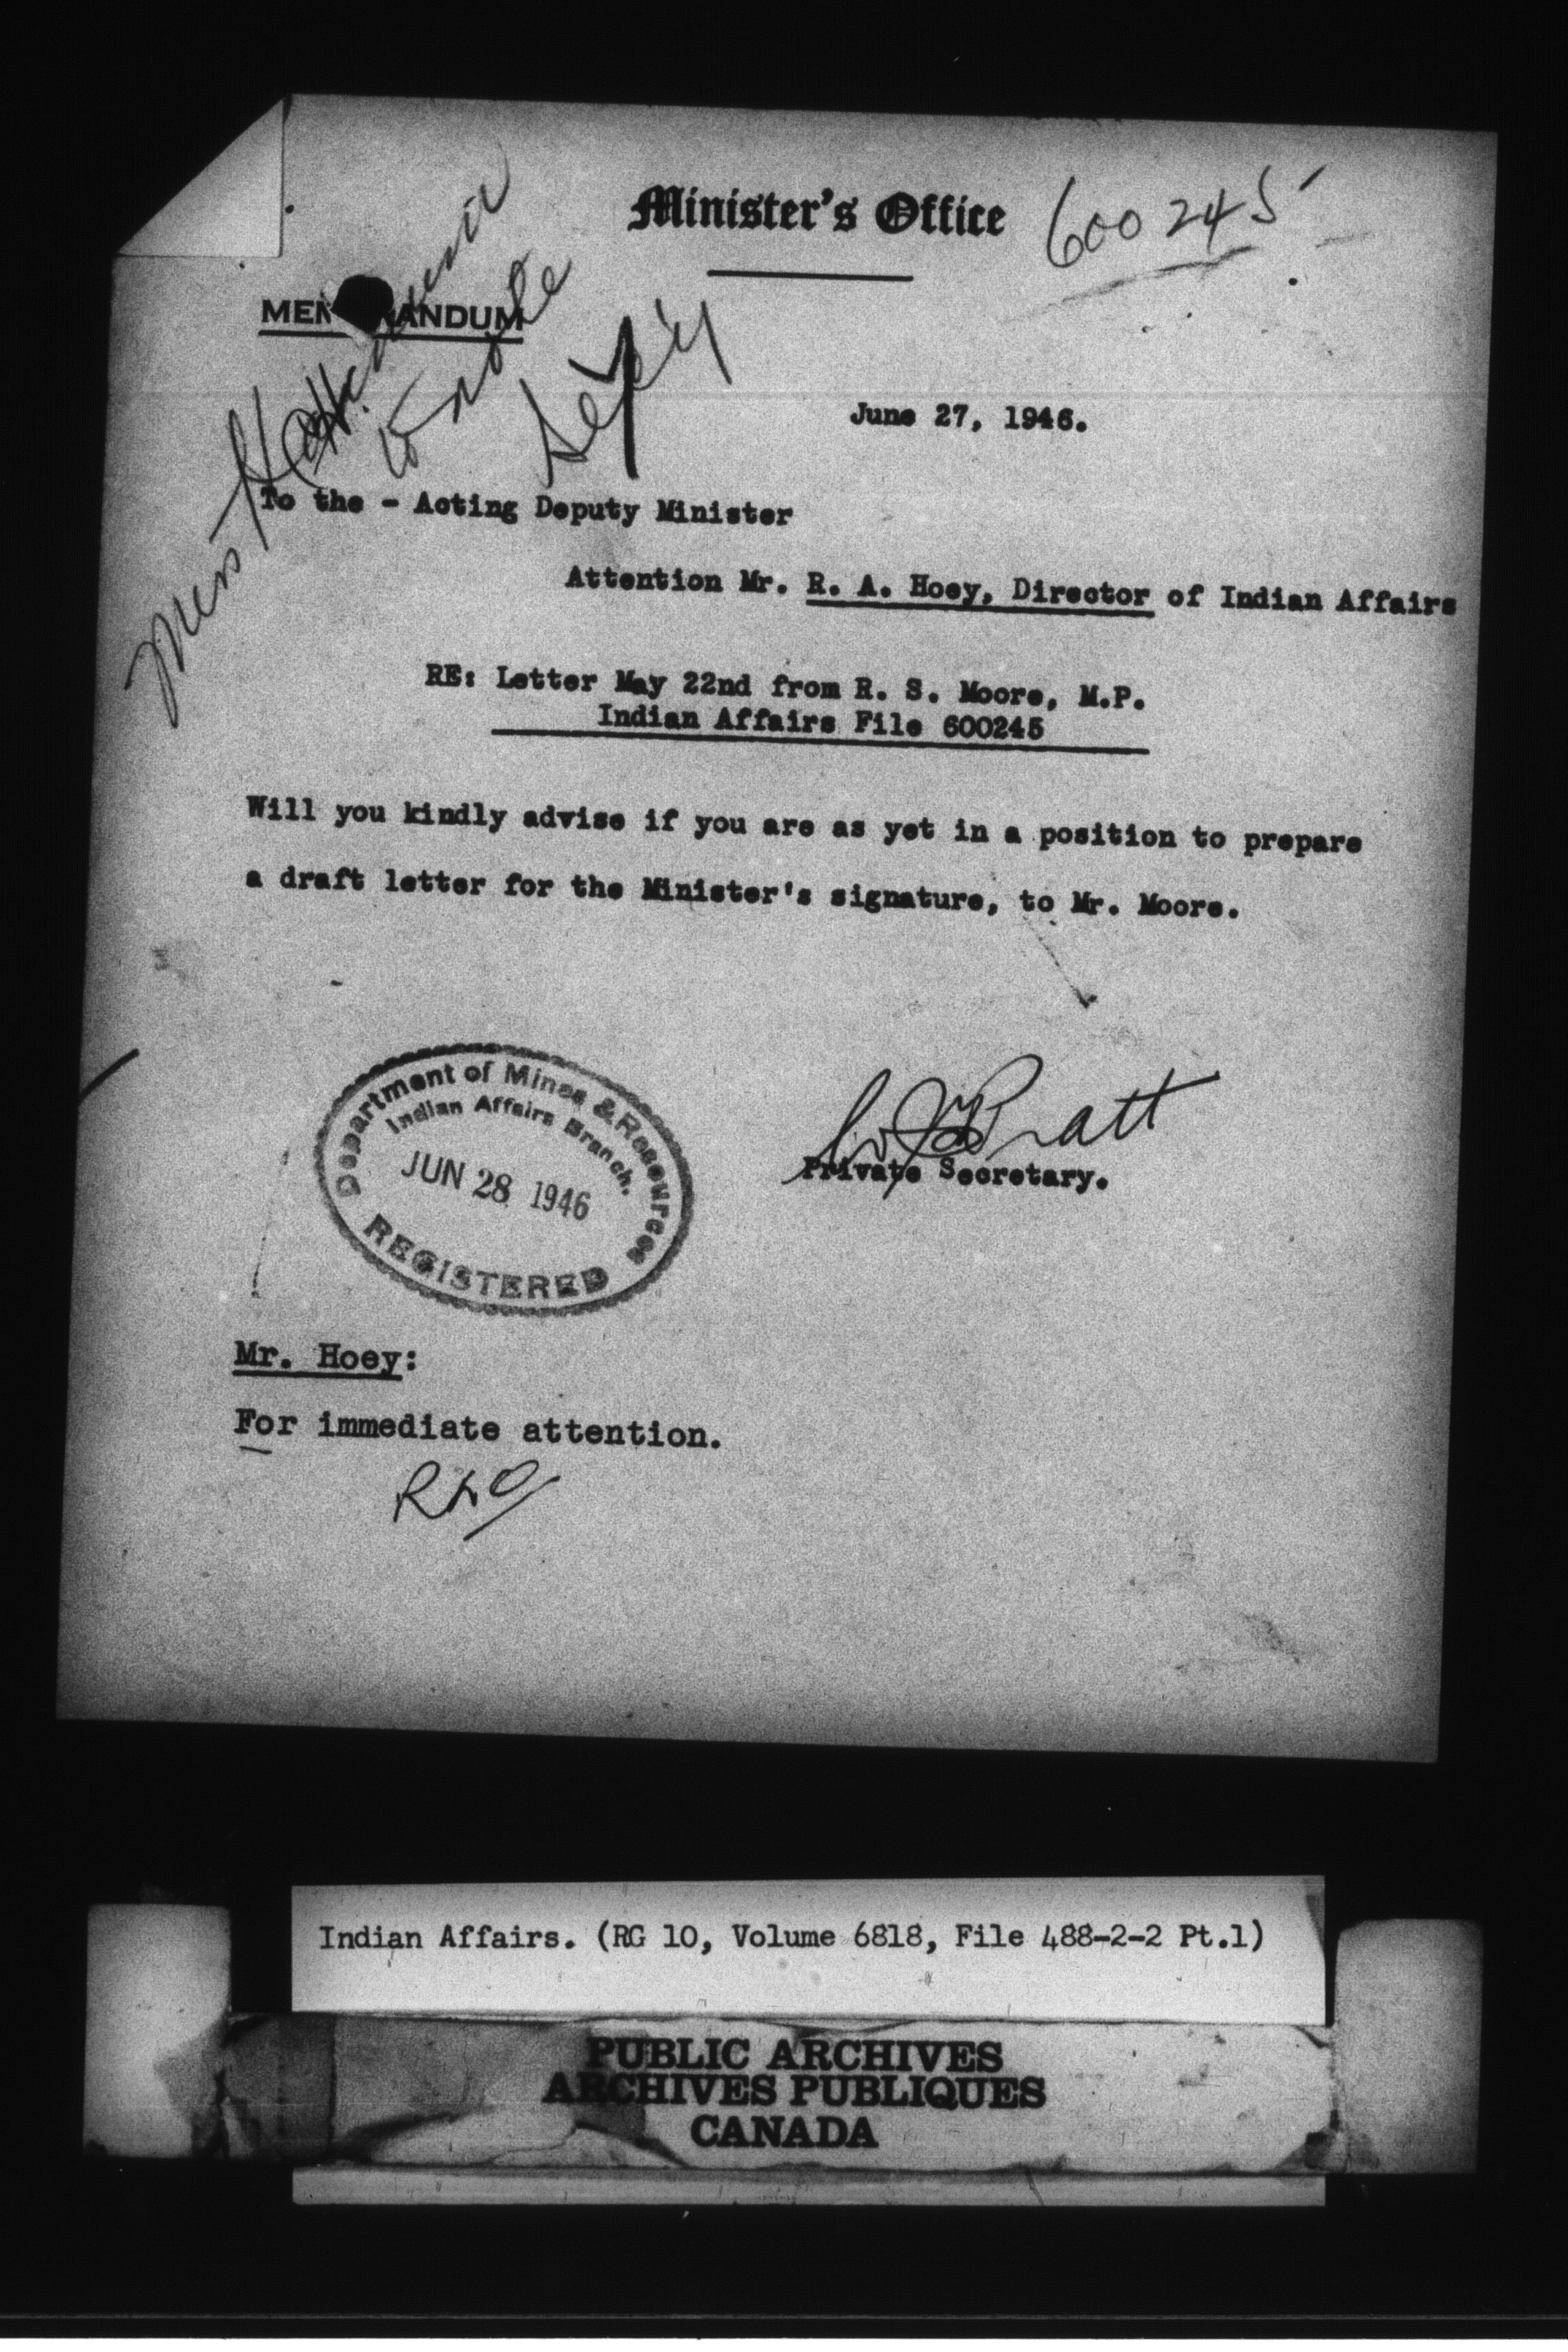 Minister's Office
600245
MEMORANDUM
June 27, 1946.
To the - Acting Deputy Minister
Attention Mr. R. A. Hoey, Director of Indian Affairs
RE: Letter May 22nd from R. S. Moore, M.P.
Indian Affairs File 600245
Will you kindly advise if you are as yet in a position to prepare
a draft letter for the Minister's signature, to Mr. Moore.
Pratt
Private Secretary.
Department of Mines & Resources
Indian Affairs Branch.
JUN 28 1946
REGISTERED
Mr. Hoey:
For immediate attention.
Indian Affairs. (RG 10, Volume 6818, File 488-2-2 Pt.1)
PUBLIC ARCHIVES
ARCHIVES PUBLIQUES
CANADA